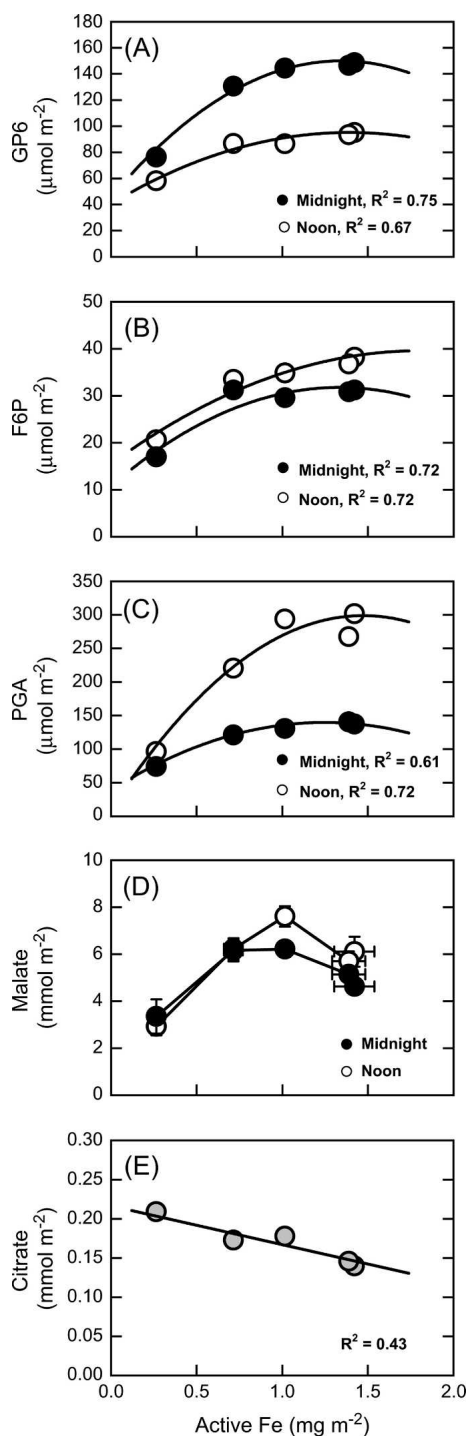 180
(A)
160
140
120
100
80
60
40
20
0
GP6
(μmol m⁻²)
Midnight, R² = 0.75
Noon, R² = 0.67
50
(B)
40
30
20
10
0
F6P
(μmol m⁻²)
Midnight, R² = 0.72
Noon, R² = 0.72
350
(C)
300
250
200
150
100
50
0
PGA
(μmol m⁻²)
Midnight, R² = 0.61
Noon, R² = 0.72
10
(D)
8
6
4
2
0
Malate
(mmol m⁻²)
Midnight
Noon
0.30
(E)
0.25
0.20
0.15
0.10
0.05
0.00
Citrate
(mmol m⁻²)
R² = 0.43
0.0 0.5 1.0 1.5 2.0
Active Fe (mg m⁻²)